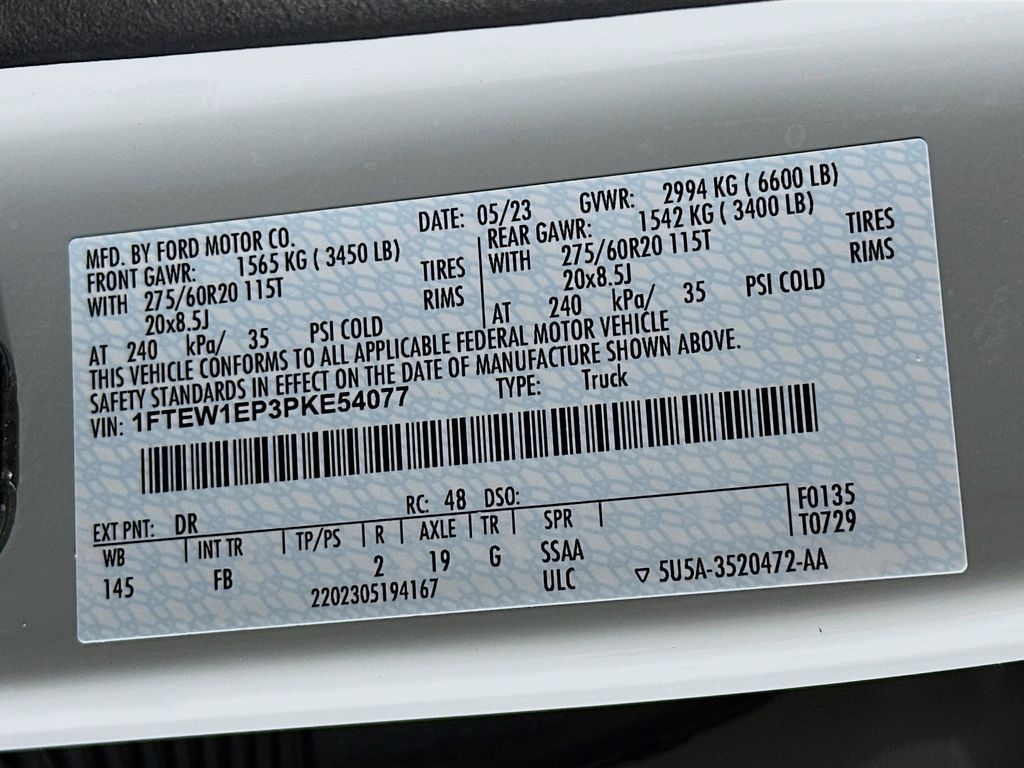 MFD. BY FORD MOTOR CO. DATE: 05/23 GVWR: 2994 KG ( 6600 LB)
FRONT GAWR: 1565 KG ( 3450 LB) REAR GAWR: 1542 KG ( 3400 LB)
WITH 275/60R20 115T TIRES WITH 275/60R20 115T TIRES
20x8.5J RIMS 20x8.5J RIMS
AT 240 kPa/ 35 PSI COLD AT 240 kPa/ 35 PSI COLD
THIS VEHICLE CONFORMS TO ALL APPLICABLE FEDERAL MOTOR VEHICLE
SAFETY STANDARDS IN EFFECT ON THE DATE OF MANUFACTURE SHOWN ABOVE.
VIN: 1FTEW1EP3PKE54077 TYPE: Truck
EXT PNT: DR RC: 48 DSO: F0135
WB INT TR TP/PS R AXLE TR SPR T0729
145 FB 2 19 G SSAA
2202305194167 ULC ▽ 5U5A-3520472-AA